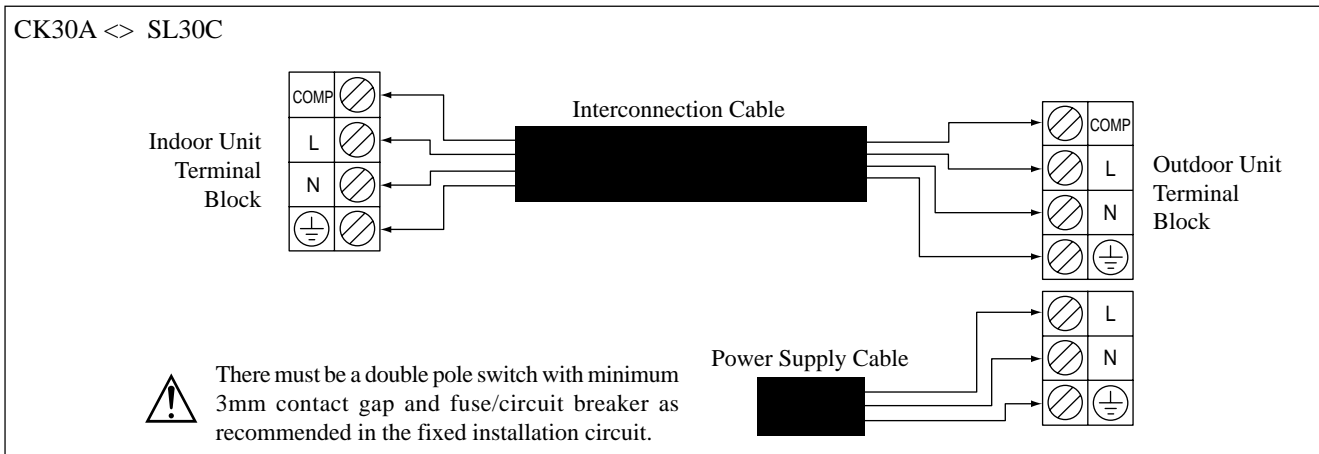 CK30A <> SL30C
Interconnection Cable
Indoor Unit
Terminal
Block
COMP
L
N
COMP
L
N
Outdoor Unit
Terminal
Block
L
N
Power Supply Cable
There must be a double pole switch with minimum
3mm contact gap and fuse/circuit breaker as
recommended in the fixed installation circuit.